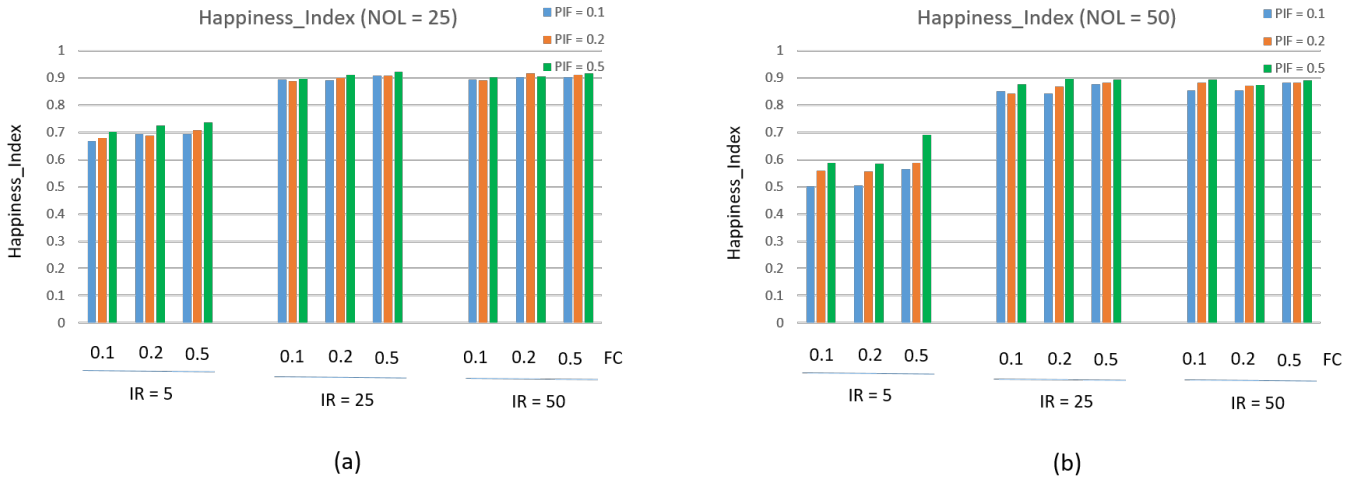 Happiness_Index (NOL = 25)
PIF = 0.1
PIF = 0.2
PIF = 0.5
Happiness_Index
1
0.9
0.8
0.7
0.6
0.5
0.4
0.3
0.2
0.1
0
0.1 0.2 0.5 0.1 0.2 0.5 0.1 0.2 0.5 FC
IR = 5 IR = 25 IR = 50
(a)
Happiness_Index (NOL = 50)
PIF = 0.1
PIF = 0.2
PIF = 0.5
Happiness_Index
1
0.9
0.8
0.7
0.6
0.5
0.4
0.3
0.2
0.1
0
0.1 0.2 0.5 0.1 0.2 0.5 0.1 0.2 0.5 FC
IR = 5 IR = 25 IR = 50
(b)